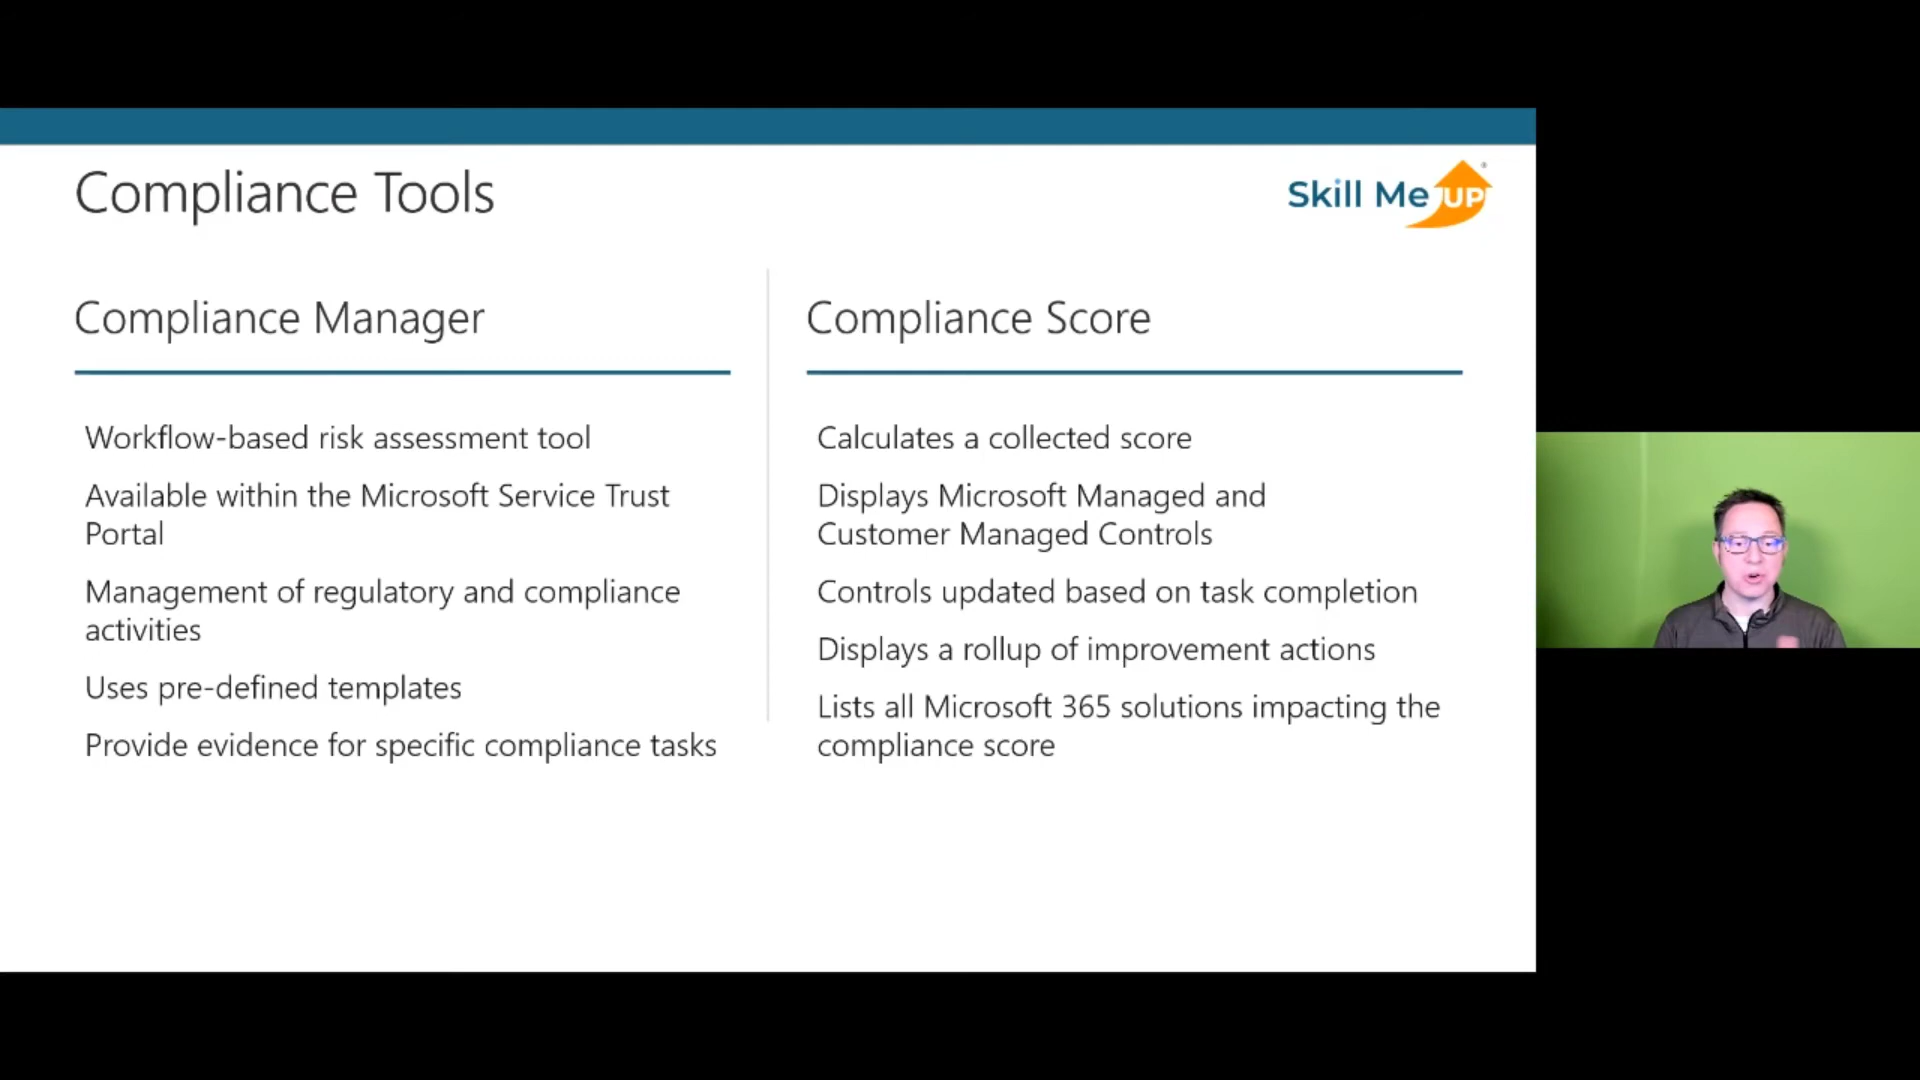 Compliance Tools
Skill Me UP
Compliance Manager
Workflow-based risk assessment tool
Available within the Microsoft Service Trust
Portal
Management of regulatory and compliance
activities
Uses pre-defined templates
Provide evidence for specific compliance tasks
Compliance Score
Calculates a collected score
Displays Microsoft Managed and
Customer Managed Controls
Controls updated based on task completion
Displays a rollup of improvement actions
Lists all Microsoft 365 solutions impacting the
compliance score